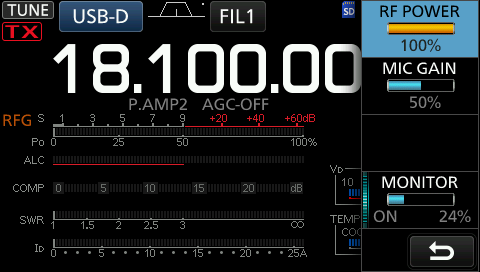 TUNE USB-D FIL1 SD RF POWER
TX 100%
18.100.00 MIC GAIN
50%
P.AMP2 AGC-OFF
RFG S 1 3 5 7 9 +20 +40 +60dB
Po 0 25 50 100%
ALC
VD
COMP 0 5 10 15 20 dB 10
MONITOR
SWR 1 1.5 2 2.5 3 ∞ TEMP ON 24%
ID 0 5 10 15 20 25A